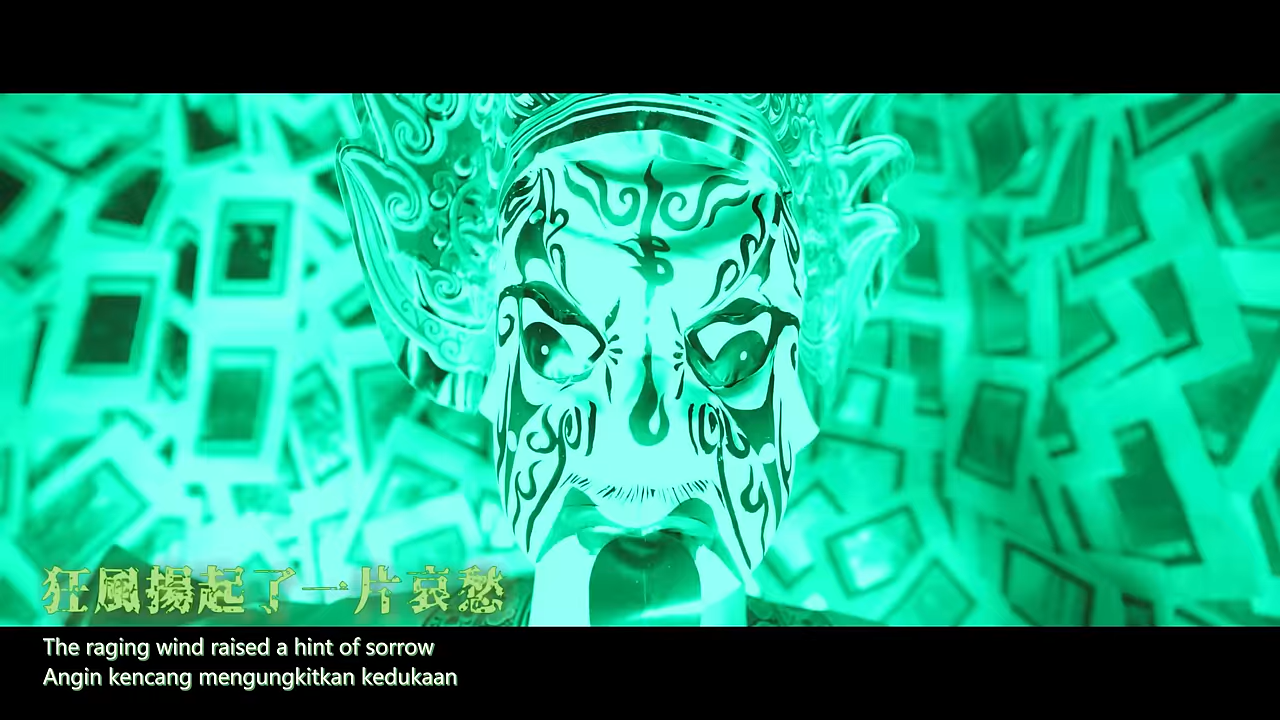 狂風揚起了一片哀愁
The raging wind raised a hint of sorrow
Angin kencang mengungkitkan kedukaan